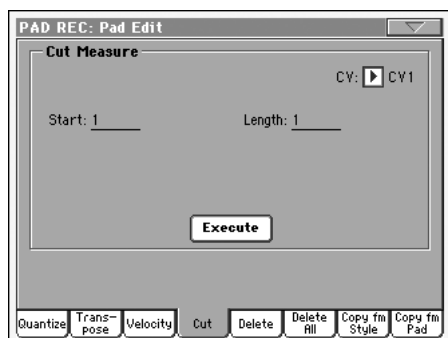 PAD REC: Pad Edit
Cut Measure
CV: CV1
Start: 1 Length: 1
Execute
Quantize Trans-pose Velocity Cut Delete Delete All Copy fm Style Copy fm Pad